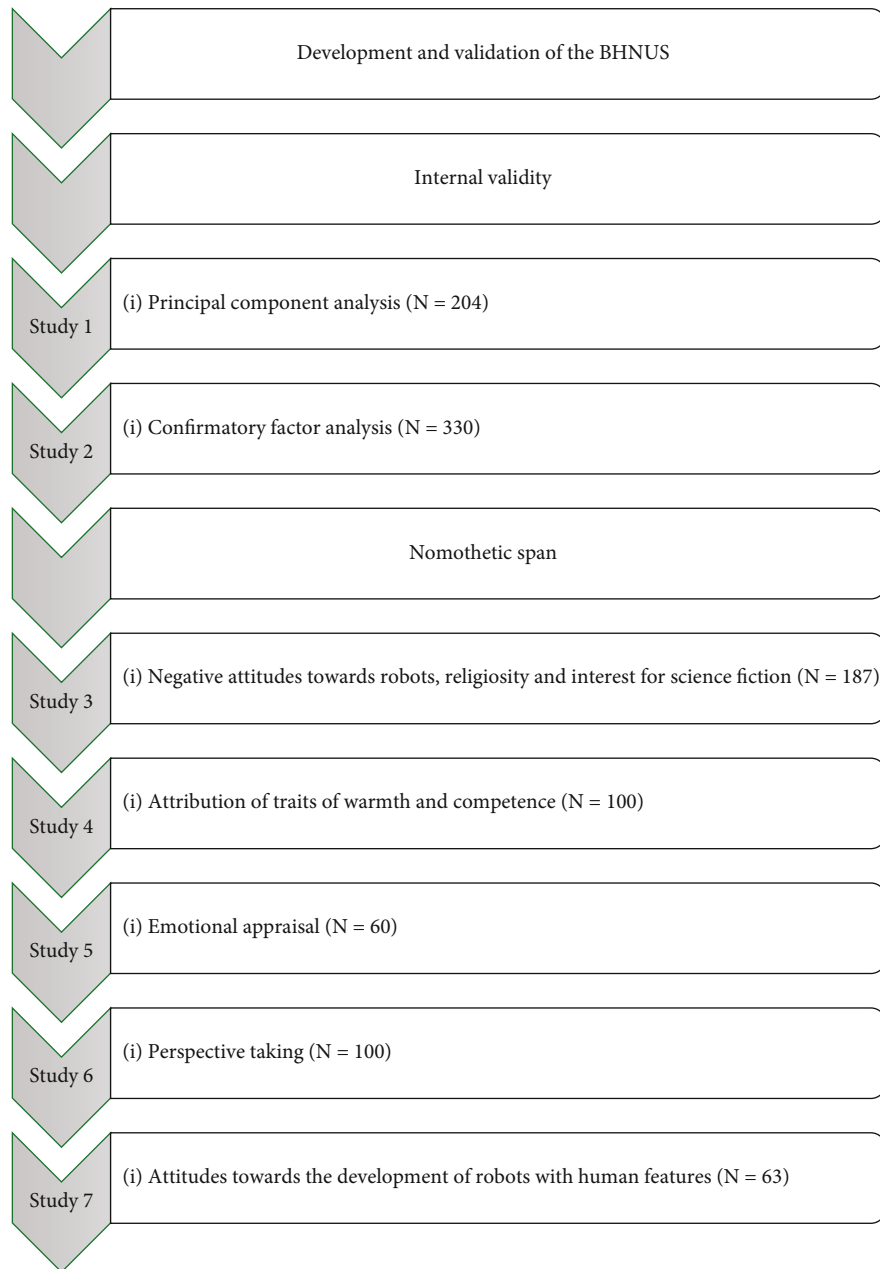 Development and validation of the BHNUS
Internal validity
Study 1
(i) Principal component analysis (N = 204)
Study 2
(i) Confirmatory factor analysis (N = 330)
Nomothetic span
Study 3
(i) Negative attitudes towards robots, religiosity and interest for science fiction (N = 187)
Study 4
(i) Attribution of traits of warmth and competence (N = 100)
Study 5
(i) Emotional appraisal (N = 60)
Study 6
(i) Perspective taking (N = 100)
Study 7
(i) Attitudes towards the development of robots with human features (N = 63)